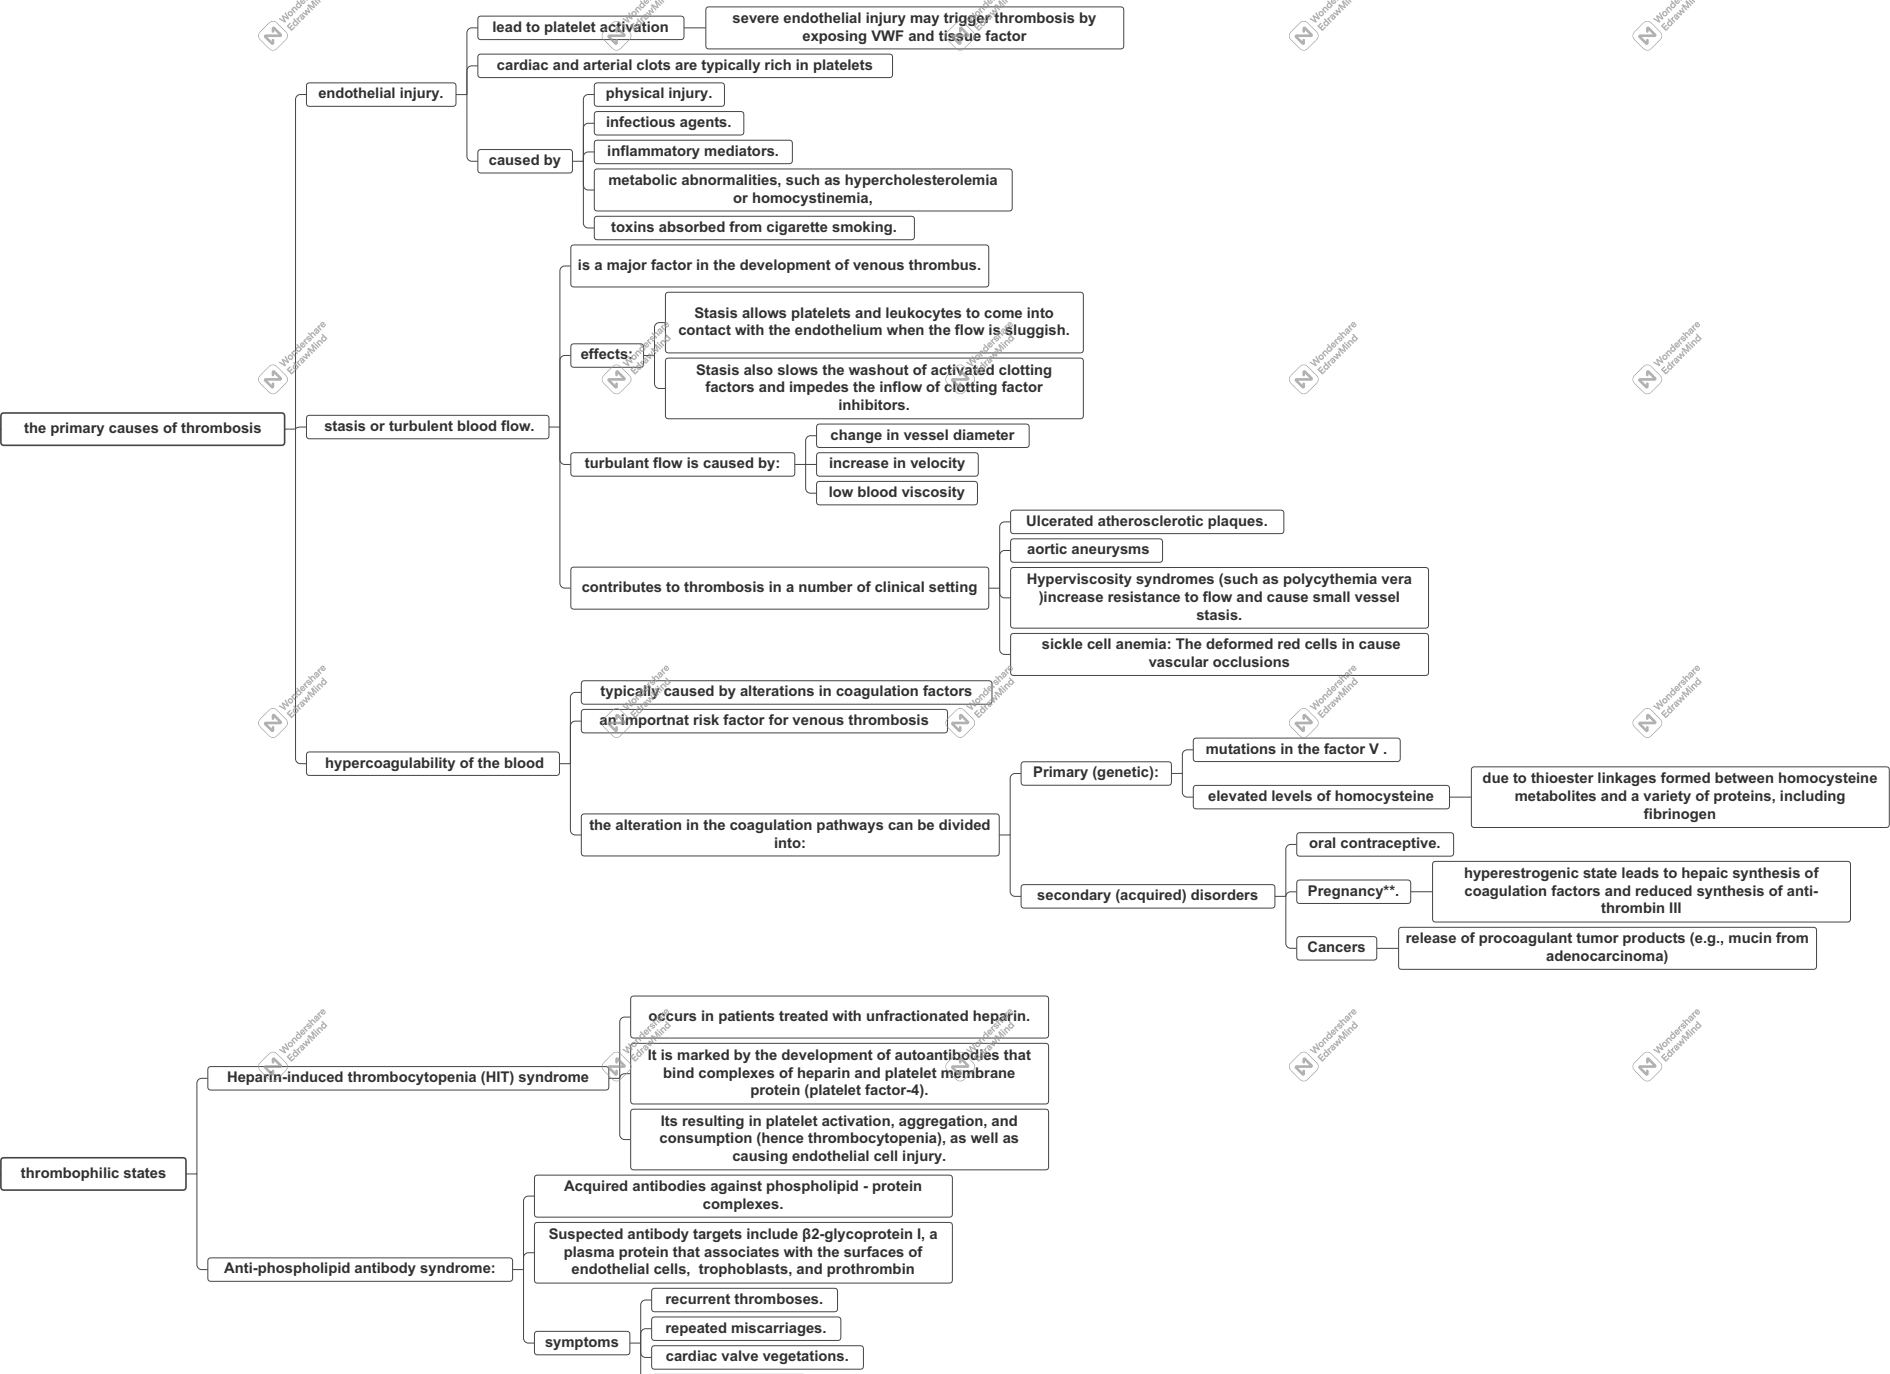 lead to platelet activation
severe endothelial injury may trigger thrombosis by
exposing VWF and tissue factor
cardiac and arterial clots are typically rich in platelets
endothelial injury.
physical injury.
infectious agents.
inflammatory mediators.
caused by
metabolic abnormalities, such as hypercholesterolemia
or homocystinemia,
toxins absorbed from cigarette smoking.
is a major factor in the development of venous thrombus.
Stasis allows platelets and leukocytes to come into
contact with the endothelium when the flow is sluggish.
effects:
Stasis also slows the washout of activated clotting
factors and impedes the inflow of clotting factor
inhibitors.
the primary causes of thrombosis
stasis or turbulent blood flow.
change in vessel diameter
turbulant flow is caused by:
increase in velocity
low blood viscosity
Ulcerated atherosclerotic plaques.
aortic aneurysms
contributes to thrombosis in a number of clinical setting
Hyperviscosity syndromes (such as polycythemia vera
)increase resistance to flow and cause small vessel
stasis.
sickle cell anemia: The deformed red cells in cause
vascular occlusions
typically caused by alterations in coagulation factors
an importnat risk factor for venous thrombosis
hypercoagulability of the blood
mutations in the factor V .
Primary (genetic):
elevated levels of homocysteine
due to thioester linkages formed between homocysteine
metabolites and a variety of proteins, including
fibrinogen
the alteration in the coagulation pathways can be divided
into:
oral contraceptive.
secondary (acquired) disorders
Pregnancy**.
hyperestrogenic state leads to hepaic synthesis of
coagulation factors and reduced synthesis of anti-
thrombin III
Cancers
release of procoagulant tumor products (e.g., mucin from
adenocarcinoma)
occurs in patients treated with unfractionated heparin.
Heparin-induced thrombocytopenia (HIT) syndrome
It is marked by the development of autoantibodies that
bind complexes of heparin and platelet membrane
protein (platelet factor-4).
Its resulting in platelet activation, aggregation, and
consumption (hence thrombocytopenia), as well as
causing endothelial cell injury.
thrombophilic states
Acquired antibodies against phospholipid - protein
complexes.
Anti-phospholipid antibody syndrome:
Suspected antibody targets include β2-glycoprotein I, a
plasma protein that associates with the surfaces of
endothelial cells,  trophoblasts, and prothrombin
recurrent thromboses.
symptoms
repeated miscarriages.
cardiac valve vegetations.
Wondershare
EdrawMind